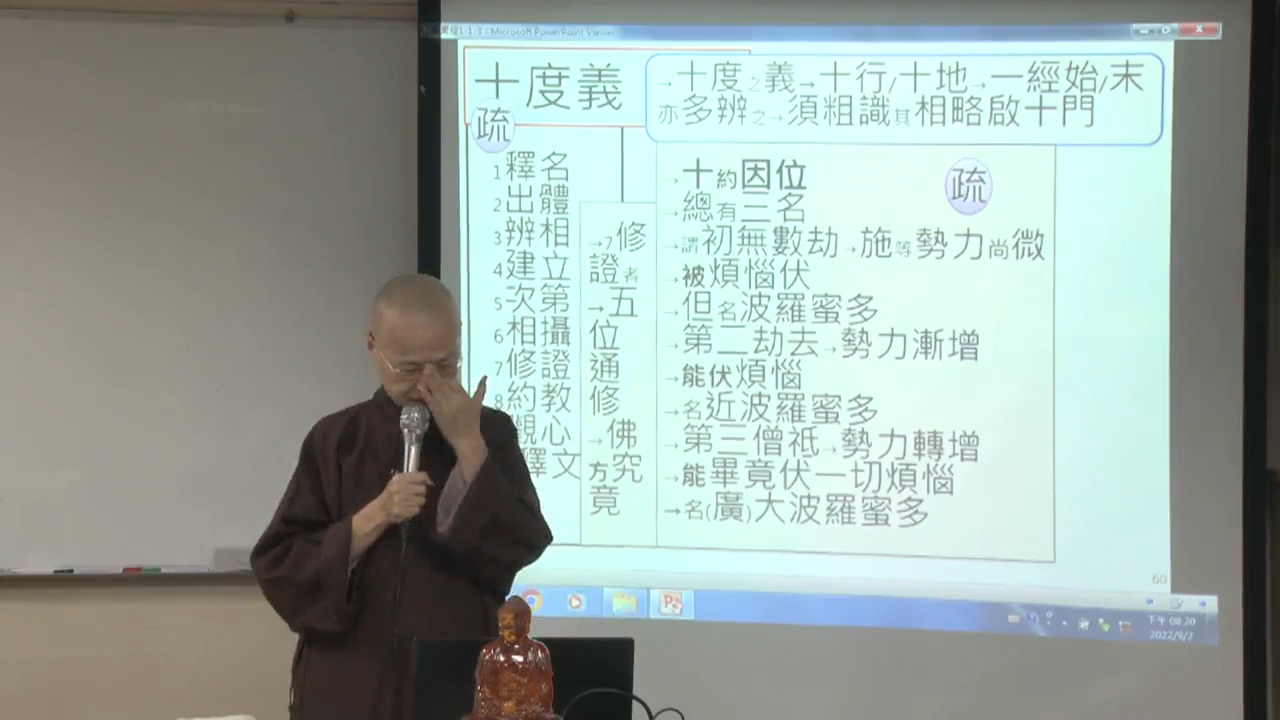 Microsoft PowerPoint Viewer
十度義
疏
→十度之義→十行/十地→一經始/末
亦多辨之→須粗識其相略啟十門
1釋名
2出體
3辨相
4建立
5次第
6相攝
7修證
8約教
觀心
釋文
→7修
證者
→五
位
通
修
→佛
方究
竟
疏
→十約因位
→總有三名
→謂初無數劫→施等勢力尚微
→被煩惱伏
→但名波羅蜜多
→第二劫去→勢力漸增
→能伏煩惱
→名近波羅蜜多
→第三僧祇→勢力轉增
→能畢竟伏一切煩惱
→名(廣)大波羅蜜多
60
下午 08:20
2022/9/2